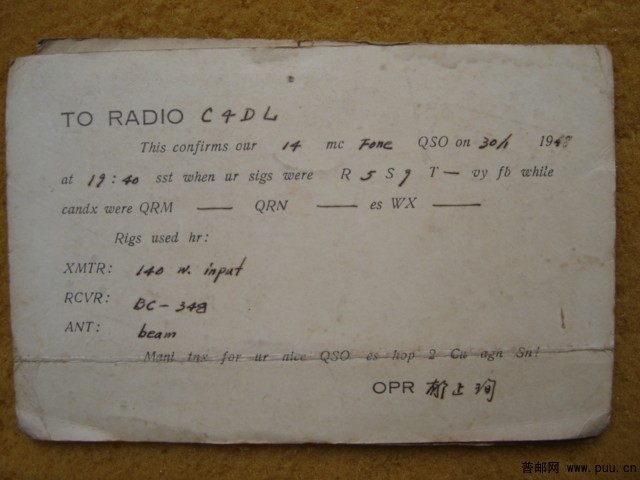 TO RADIO C4DL
This confirms our 14 mc Fone QSO on 30/1 194
at 19:40 sst when ur sigs were R 5 S 9 T — vy fb while
candx were QRM — QRN — es WX —
Rigs used hr:
XMTR: 140 w. input
RCVR: BC-348
ANT: beam
Mani tnx for ur nice QSO es hop 2 Cu agn Sn!
OPR 郁上
普邮网 www.puu.cn